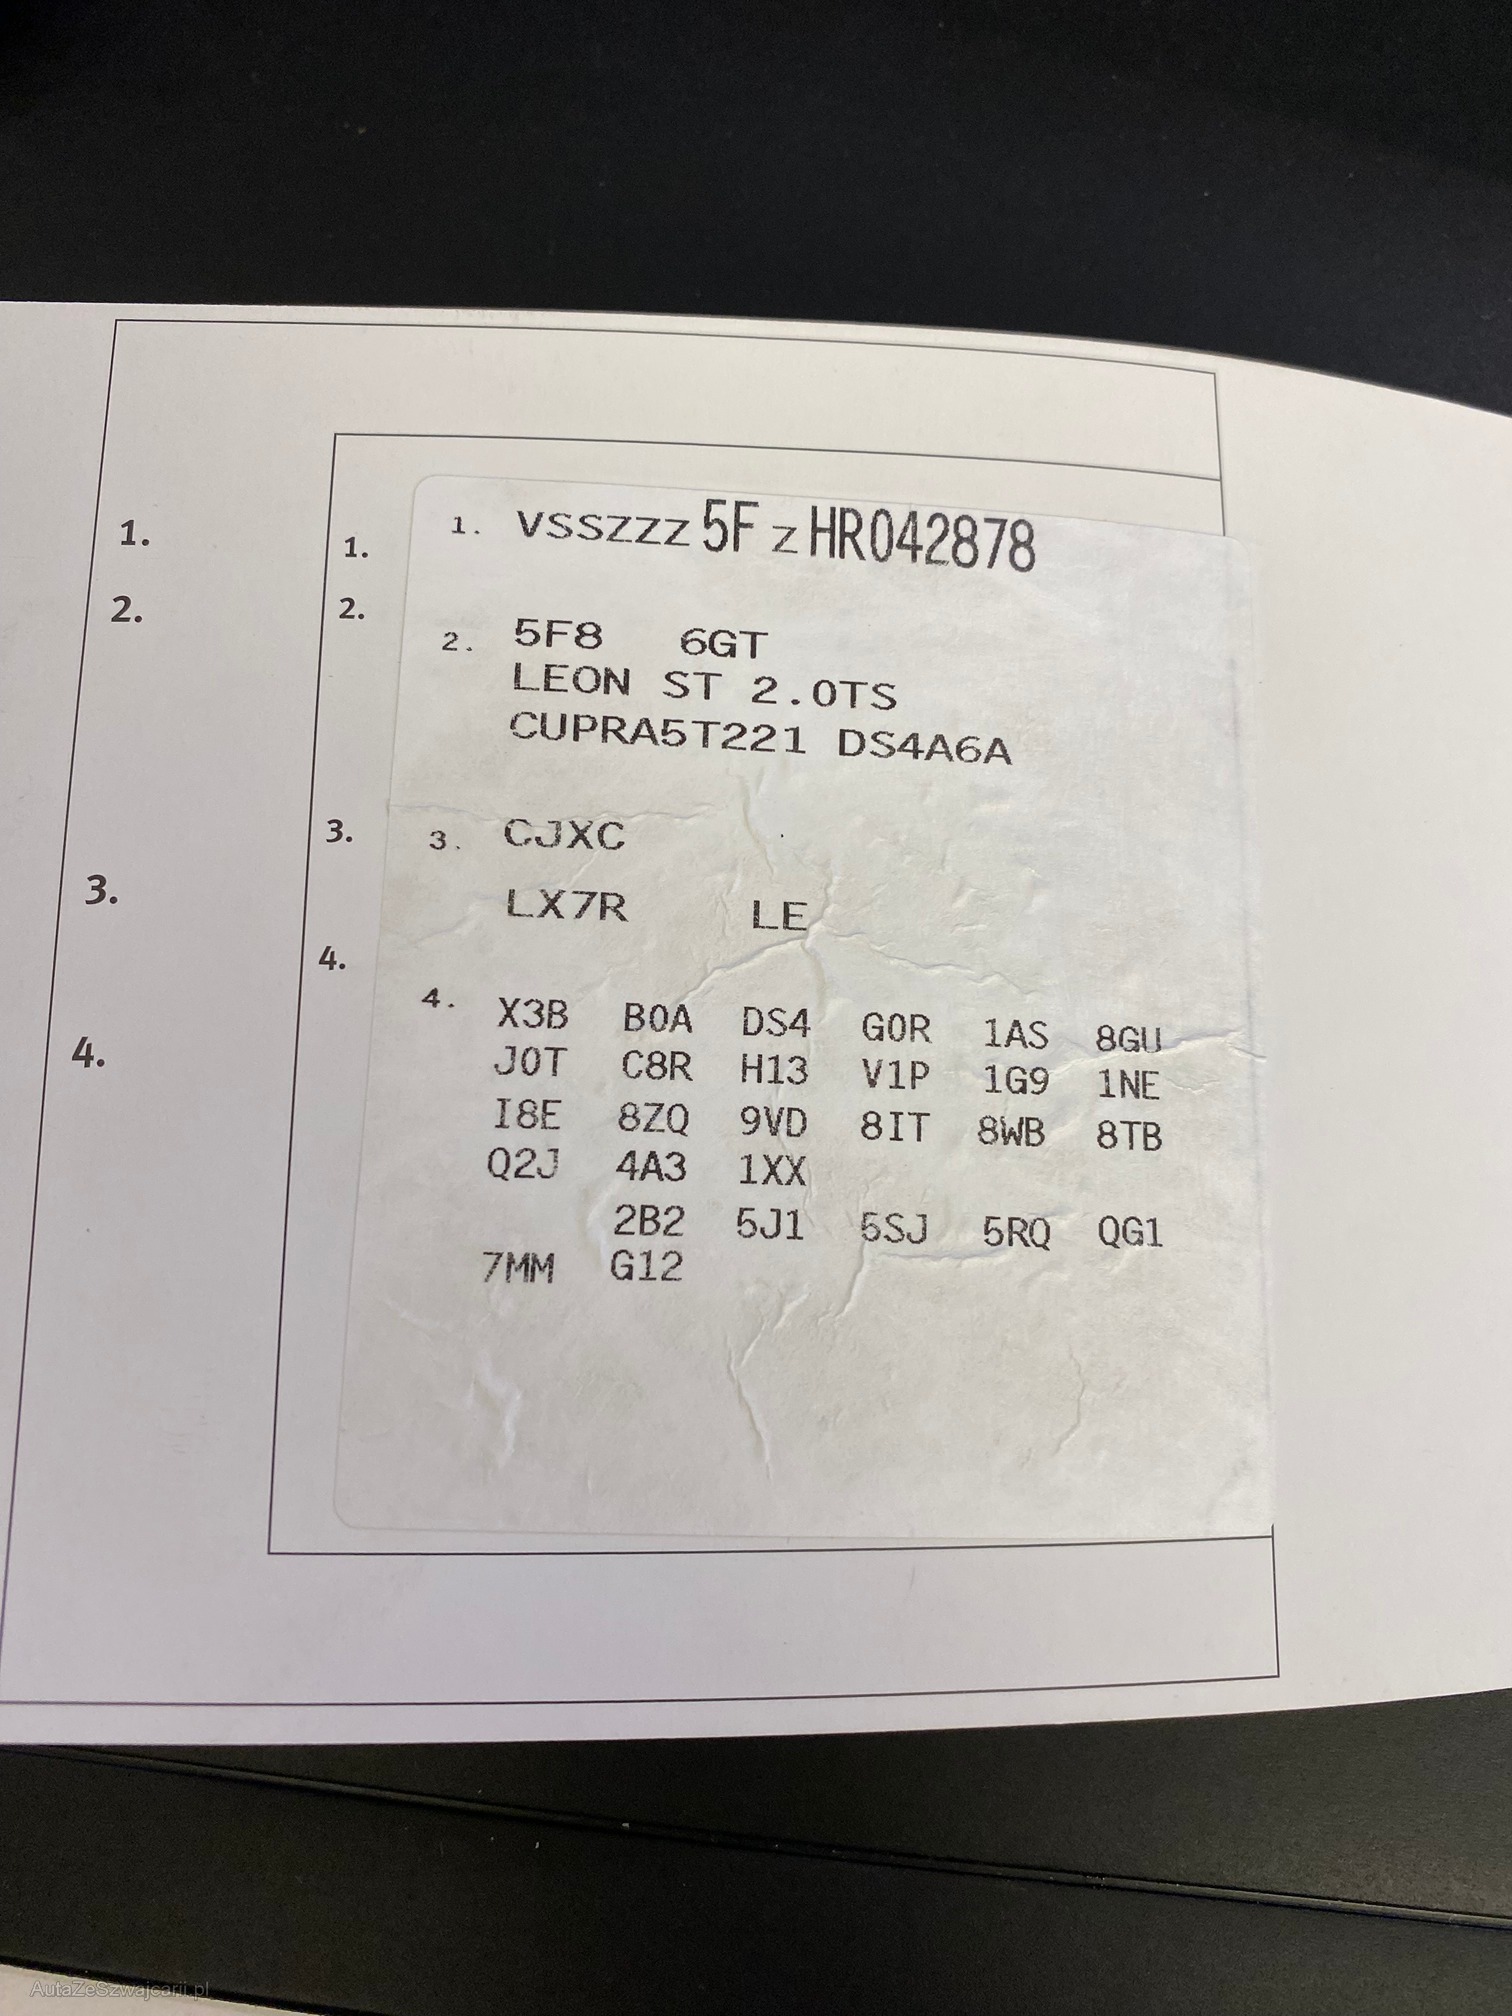 1.
2.
3.
4.
1.
2.
3.
4.
1. VSSZZZ5FZHR042878
2. 5F8 6GT
LEON ST 2.0TS
CUPRA5T221 DS4A6A
3. CJXC
LX7R LE
4. X3B B0A DS4 G0R 1AS 8GU
J0T C8R H13 V1P 1G9 1NE
I8E 8ZQ 9VD 8IT 8WB 8TB
Q2J 4A3 1XX
2B2 5J1 5SJ 5RQ QG1
7MM G12
AutaZeSzwajcarii.pl